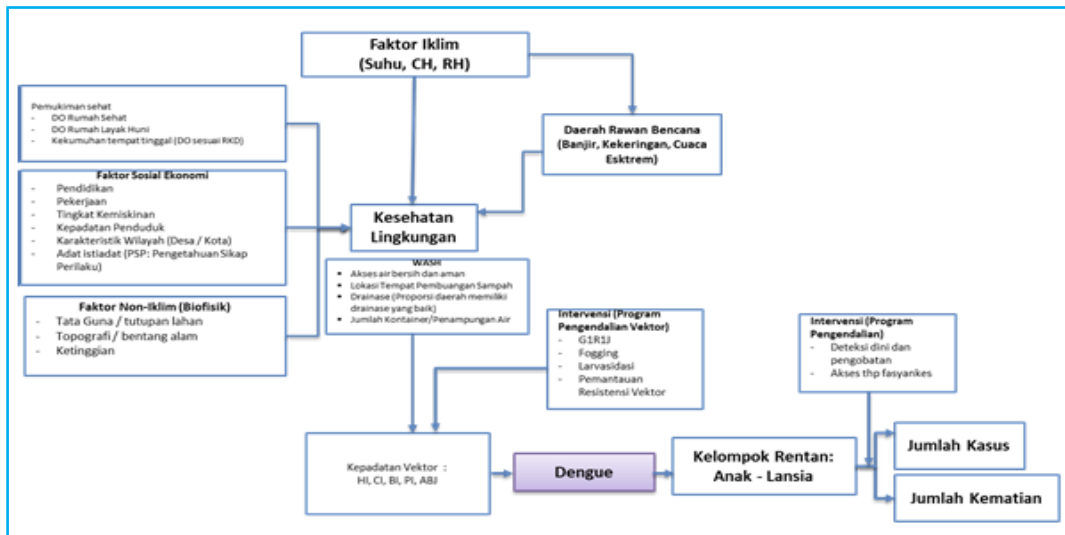 Faktor Iklim
(Suhu, CH, RH)
Pemukiman sehat
- DO Rumah Sehat
- DO Rumah Layak Huni
- Kekumuhan tempat tinggal (DO sesuai RKD)
Daerah Rawan Bencana
(Banjir, Kekeringan, Cuaca
Esktrem)
Faktor Sosial Ekonomi
- Pendidikan
- Pekerjaan
- Tingkat Kemiskinan
- Kepadatan Penduduk
- Karakteristik Wilayah (Desa / Kota)
- Adat istiadat (PSP: Pengetahuan Sikap
Perilaku)
Kesehatan
Lingkungan
WASH
▪ Akses air bersih dan aman
▪ Lokasi Tempat Pembuangan Sampah
▪ Drainase (Proporsi daerah memiliki
drainase yang baik)
▪ Jumlah Kontainer/Penampungan Air
Faktor Non-Iklim (Biofisik)
- Tata Guna / tutupan lahan
- Topografi / bentang alam
- Ketinggian
Intervensi (Program
Pengendalian Vektor)
- G1R1J
- Fogging
- Larvasidasi
- Pemantauan
Resistensi Vektor
Intervensi (Program
Pengendalian)
- Deteksi dini dan
pengobatan
- Akses thp fasyankes
Kepadatan Vektor :
HI, CI, BI, PI, ABJ
Dengue
Kelompok Rentan:
Anak - Lansia
Jumlah Kasus
Jumlah Kematian